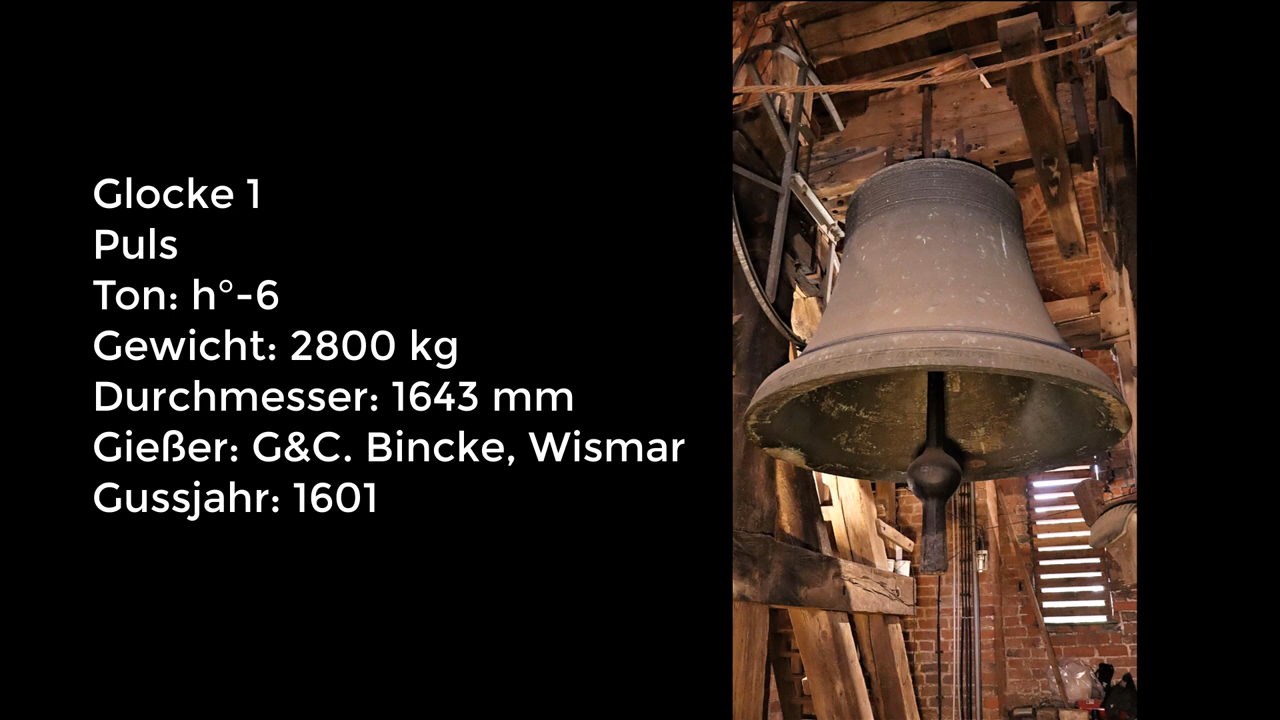 Glocke 1
Puls
Ton: h°-6
Gewicht: 2800 kg
Durchmesser: 1643 mm
Gießer: G&C. Bincke, Wismar
Gussjahr: 1601